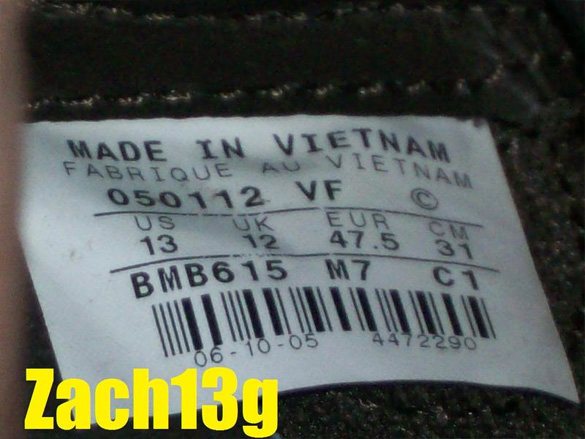 MADE IN VIETNAM
FABRIQUE AU VIETNAM
050112 VF ©
US UK EUR CM
13 12 47.5 31
BMB615 M7 C1
06-10-05 4472290
Zach13g